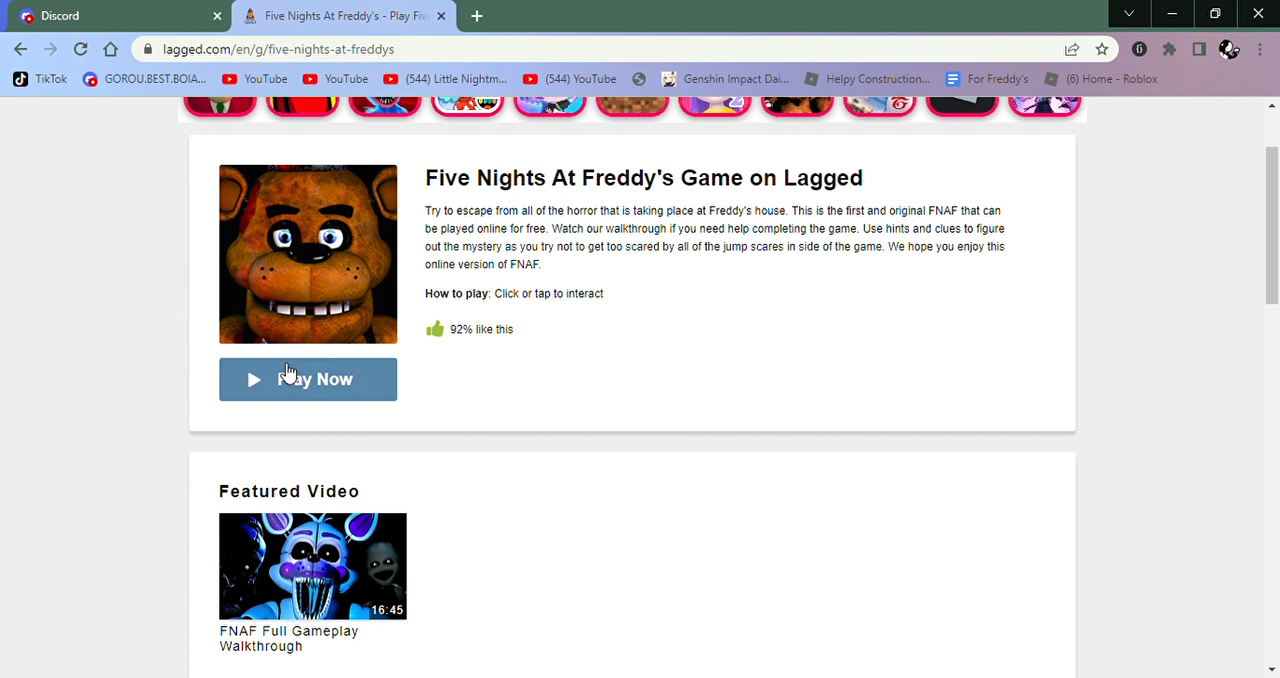 Discord
Five Nights At Freddy's - Play Fiv
lagged.com/en/g/five-nights-at-freddys
TikTok
GOROU.BEST.BOIA...
YouTube
YouTube
(544) Little Nightm...
(544) YouTube
Genshin Impact Dai...
Helpy Construction...
For Freddy's
(6) Home - Roblox
Five Nights At Freddy's Game on Lagged
Try to escape from all of the horror that is taking place at Freddy's house. This is the first and original FNAF that can
be played online for free. Watch our walkthrough if you need help completing the game. Use hints and clues to figure
out the mystery as you try not to get too scared by all of the jump scares in side of the game. We hope you enjoy this
online version of FNAF.
How to play: Click or tap to interact
92% like this
Play Now
Featured Video
16:45
FNAF Full Gameplay
Walkthrough